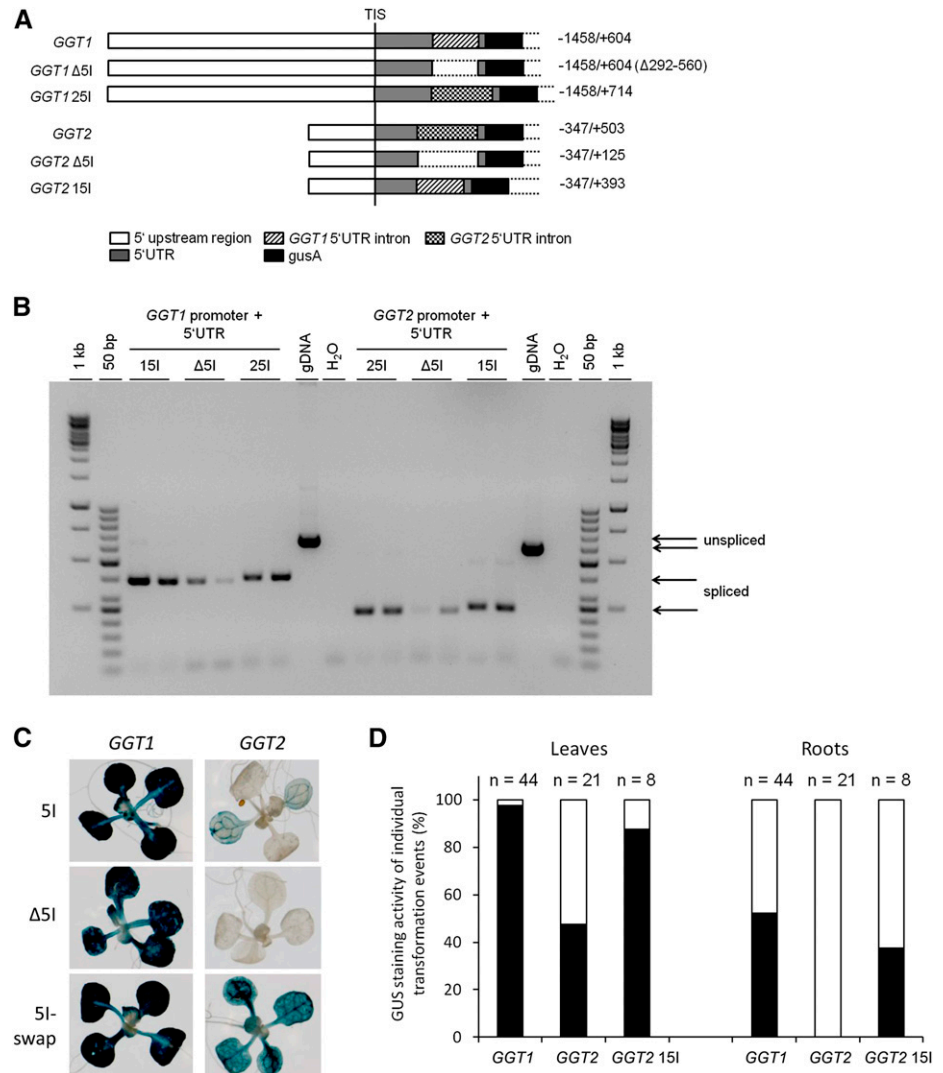 A
TIS
GGT1 -1458/+604
GGT1 Δ5I -1458/+604 (Δ292-560)
GGT1 25I -1458/+714
GGT2 -347/+503
GGT2 Δ5I -347/+125
GGT2 15I -347/+393
5' upstream region GGT1 5'UTR intron GGT2 5'UTR intron
5'UTR gusA
B
GGT1 promoter + 5'UTR GGT2 promoter + 5'UTR
1 kb 50 bp 15I Δ5I 25I gDNA H₂O 25I Δ5I 15I gDNA H₂O 50 bp 1 kb
unspliced
spliced
C
GGT1 GGT2
5I
Δ5I
5I-
swap
D
Leaves Roots
n = 44 n = 21 n = 8 n = 44 n = 21 n = 8
GUS staining activity of individual
transformation events (%)
100
80
60
40
20
0
GGT1 GGT2 GGT2 15I GGT1 GGT2 GGT2 15I